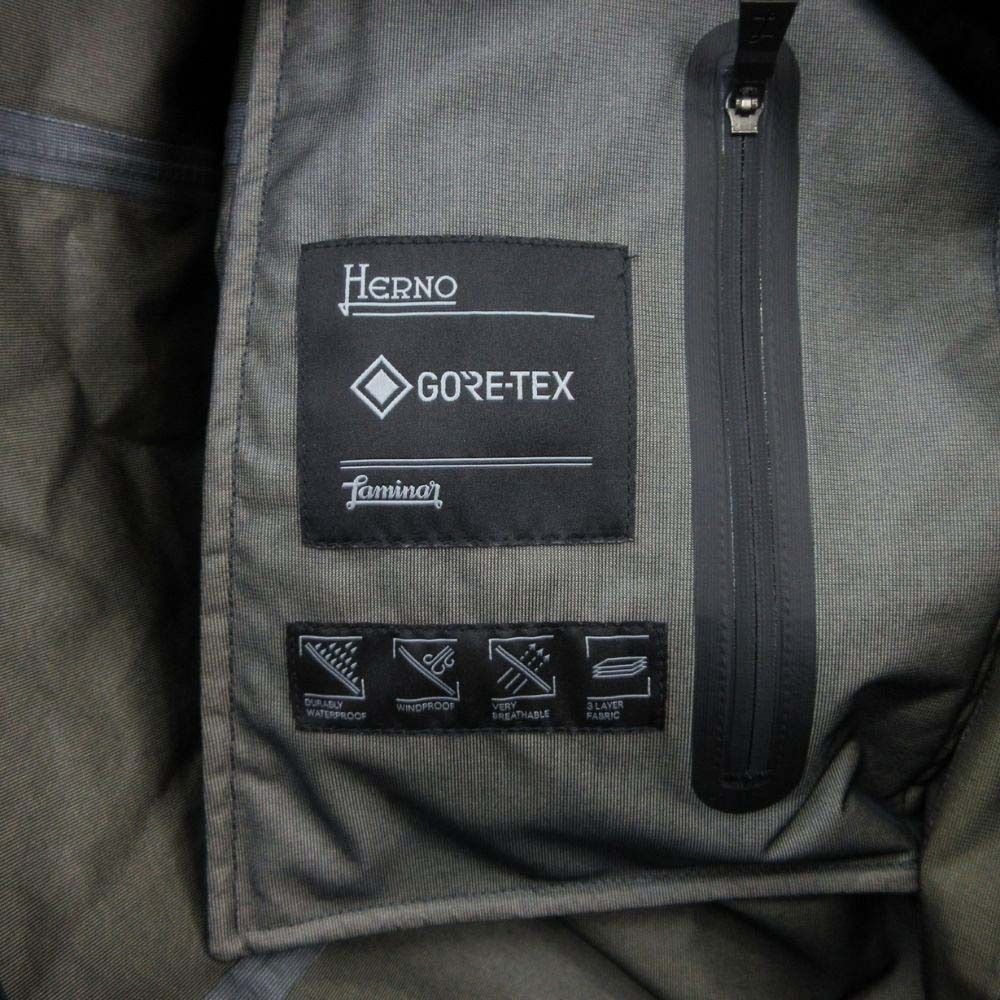 HERNO
GORE-TEX
Laminar
DURABLY
WATERPROOF
WINDPROOF
VERY
BREATHABLE
3 LAYER
FABRIC